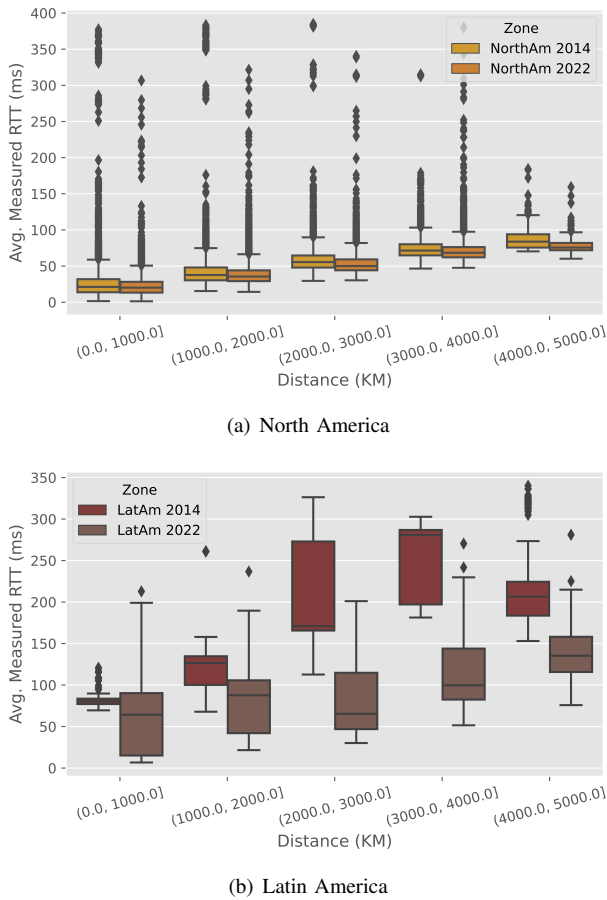 400
350
300
250
200
150
100
50
0
Avg. Measured RTT (ms)
Zone
NorthAm 2014
NorthAm 2022
(0.0, 1000.0]
(1000.0, 2000.0]
(2000.0, 3000.0]
(3000.0, 4000.0]
(4000.0, 5000.0]
Distance (KM)
(a) North America
350
300
250
200
150
100
50
0
Avg. Measured RTT (ms)
Zone
LatAm 2014
LatAm 2022
(0.0, 1000.0]
(1000.0, 2000.0]
(2000.0, 3000.0]
(3000.0, 4000.0]
(4000.0, 5000.0]
Distance (KM)
(b) Latin America